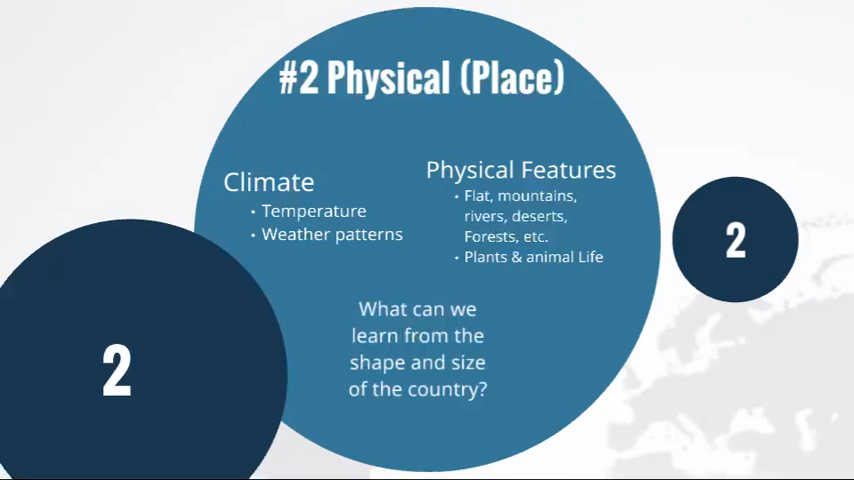 #2 Physical (Place)
Climate
• Temperature
• Weather patterns
Physical Features
• Flat, mountains,
rivers, deserts,
Forests, etc.
• Plants & animal Life
What can we
learn from the
shape and size
of the country?
2
2